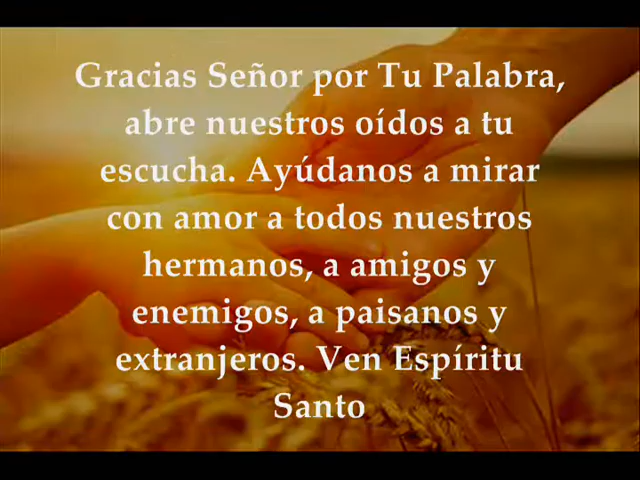 Gracias Señor por Tu Palabra,
abre nuestros oídos a tu
escucha. Ayúdanos a mirar
con amor a todos nuestros
hermanos, a amigos y
enemigos, a paisanos y
extranjeros. Ven Espíritu
Santo